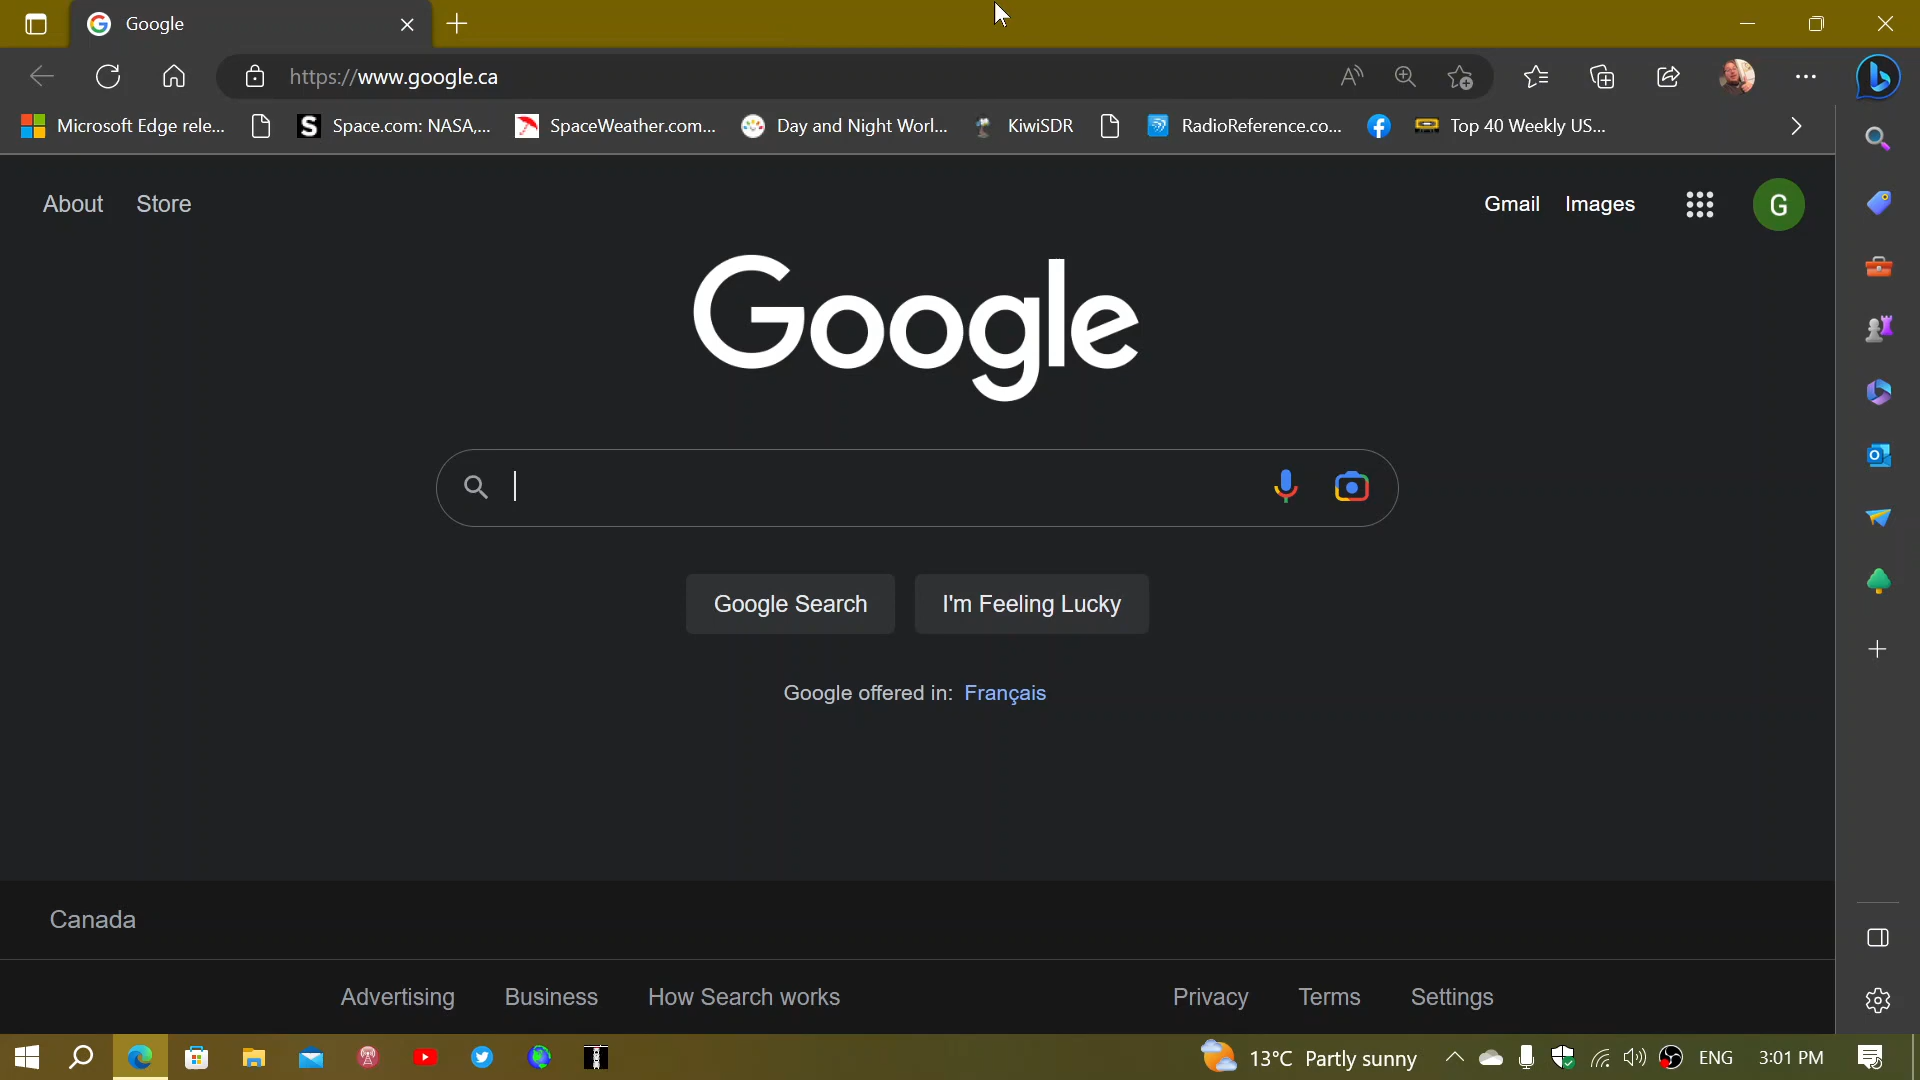 Google
https://www.google.ca
Microsoft Edge rele...
Space.com: NASA,...
SpaceWeather.com...
Day and Night Worl...
KiwiSDR
RadioReference.co...
Top 40 Weekly US...
About Store
Gmail Images
G
Google
Google Search
I'm Feeling Lucky
Google offered in: Français
Canada
Advertising Business How Search works
Privacy Terms Settings
13°C Partly sunny
ENG
3:01 PM